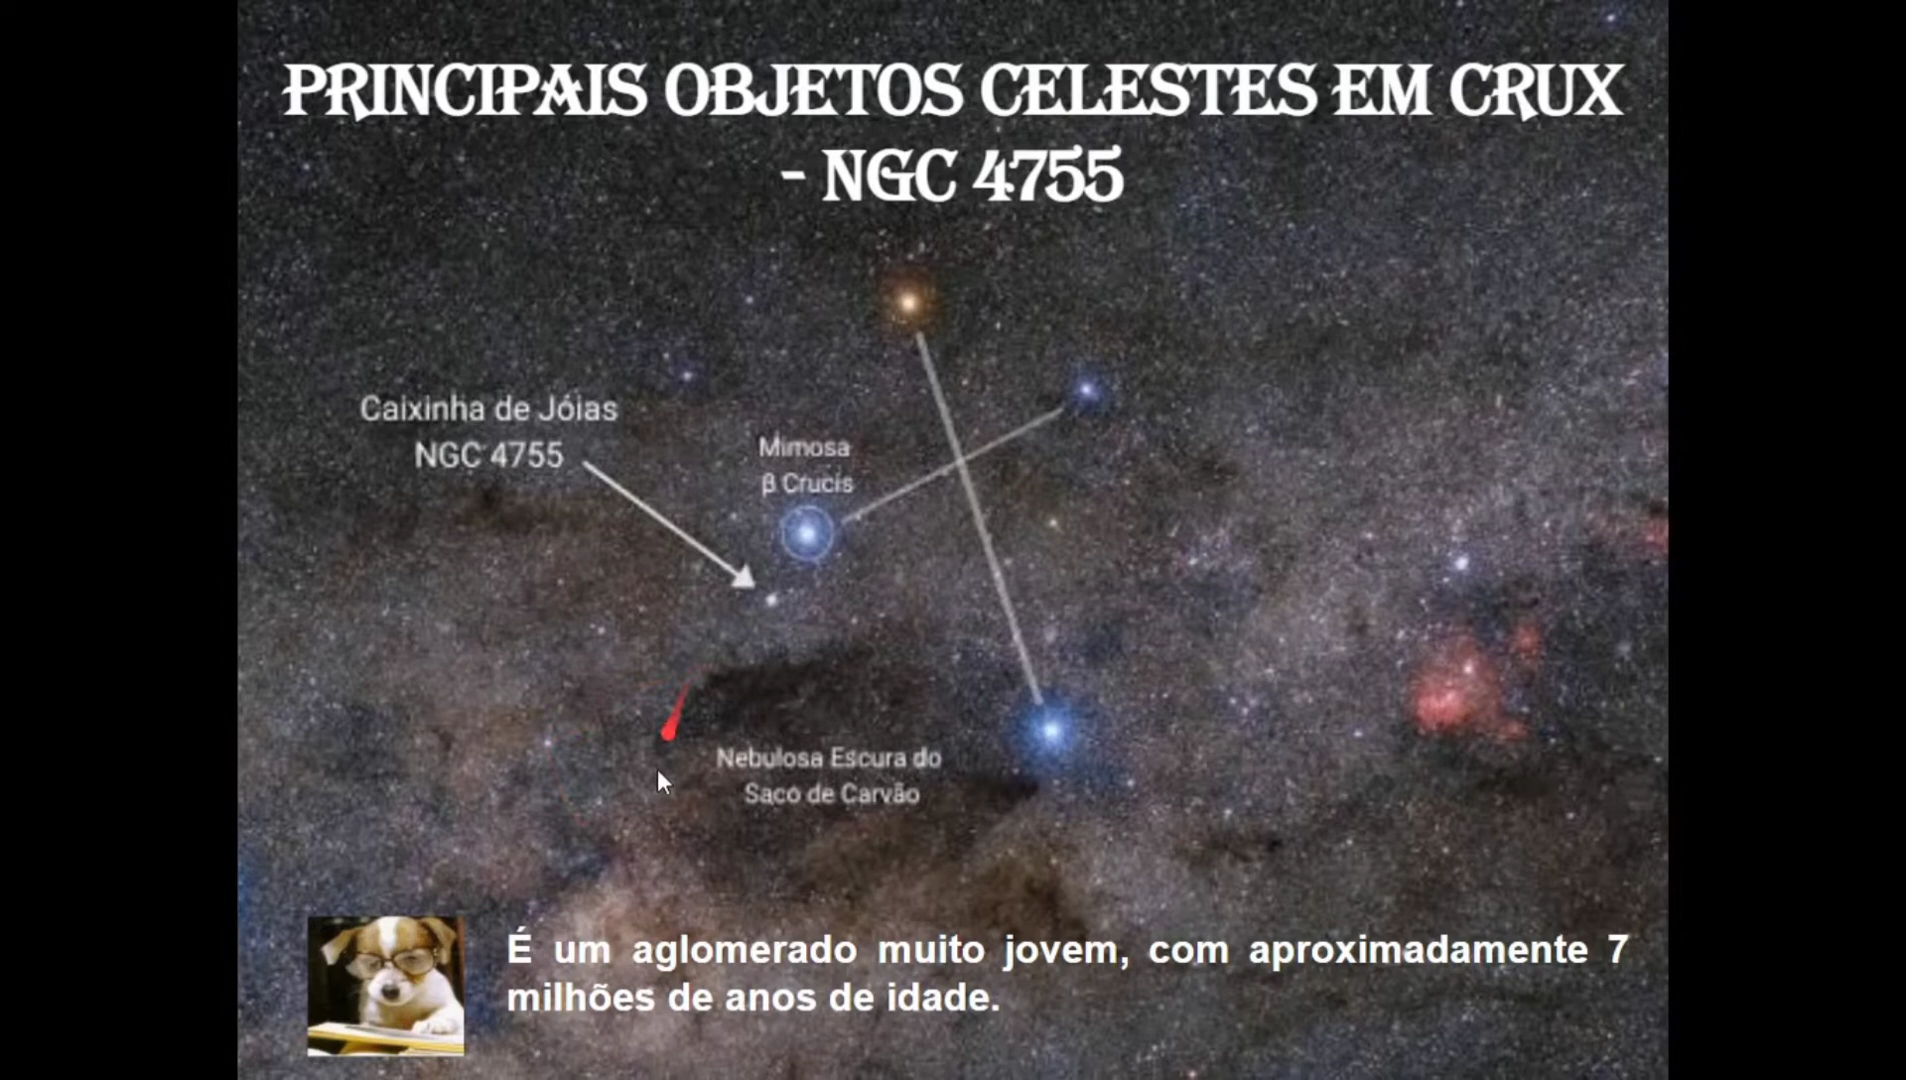 PRINCIPAIS OBJETOS CELESTES EM CRUX
- NGC 4755
Caixinha de Jóias
NGC 4755
Mimosa
β Crucis
Nebulosa Escura do
Saco de Carvão
É um aglomerado muito jovem, com aproximadamente 7
milhões de anos de idade.